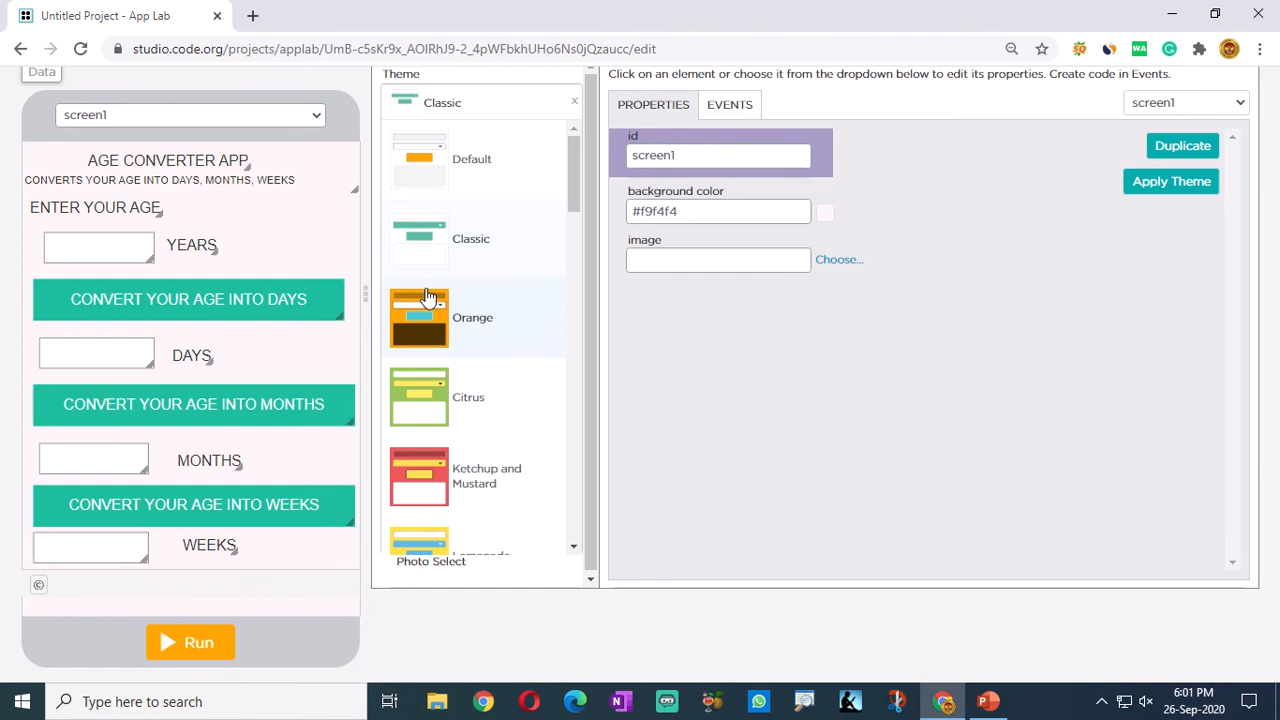 Untitled Project - App Lab
studio.code.org/projects/applab/UmB-c5sKr9x_AOIRhJ9-2_4pWFbkhUHo6Ns0jQzaucc/edit
Data
screen1
AGE CONVERTER APP
CONVERTS YOUR AGE INTO DAYS, MONTHS, WEEKS
ENTER YOUR AGE
YEARS
CONVERT YOUR AGE INTO DAYS
DAYS
CONVERT YOUR AGE INTO MONTHS
MONTHS
CONVERT YOUR AGE INTO WEEKS
WEEKS
©
Run
Theme
Classic
Default
Classic
Orange
Citrus
Ketchup and
Mustard
Lemonade
Photo Select
Click on an element or choose it from the dropdown below to edit its properties. Create code in Events.
PROPERTIES
EVENTS
screen1
id
screen1
Duplicate
Apply Theme
background color
#f9f4f4
image
Choose...
Type here to search
6:01 PM
26-Sep-2020